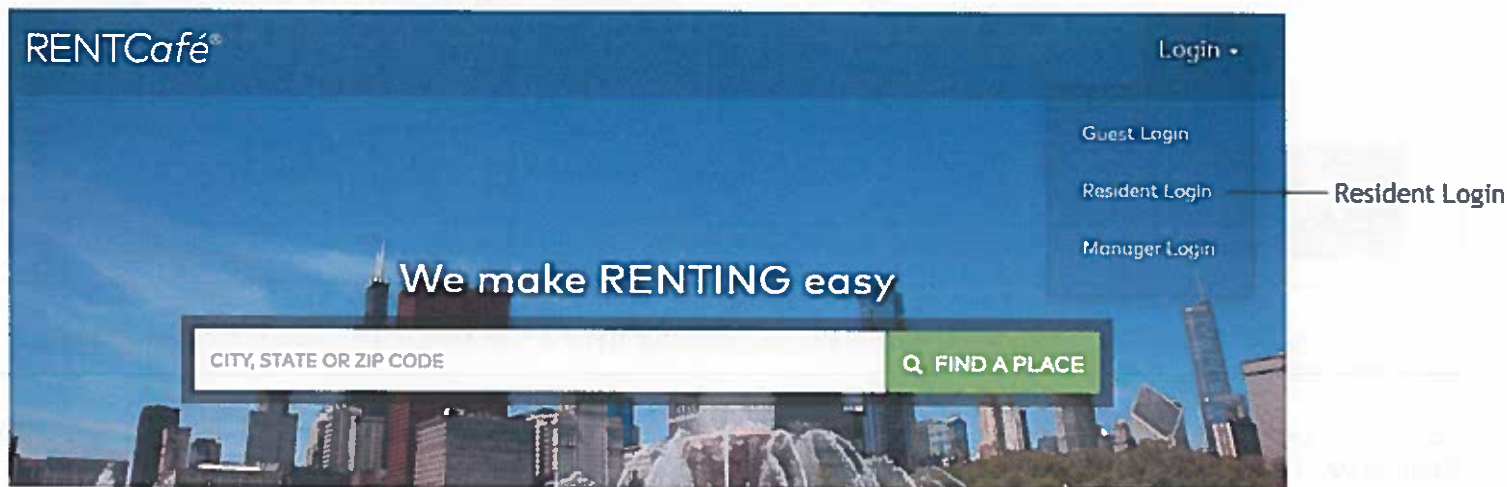 RENTCafé®
Login
Guest Login
Resident Login
Resident Login
Manager Login
We make RENTING easy
CITY, STATE OR ZIP CODE
FIND A PLACE